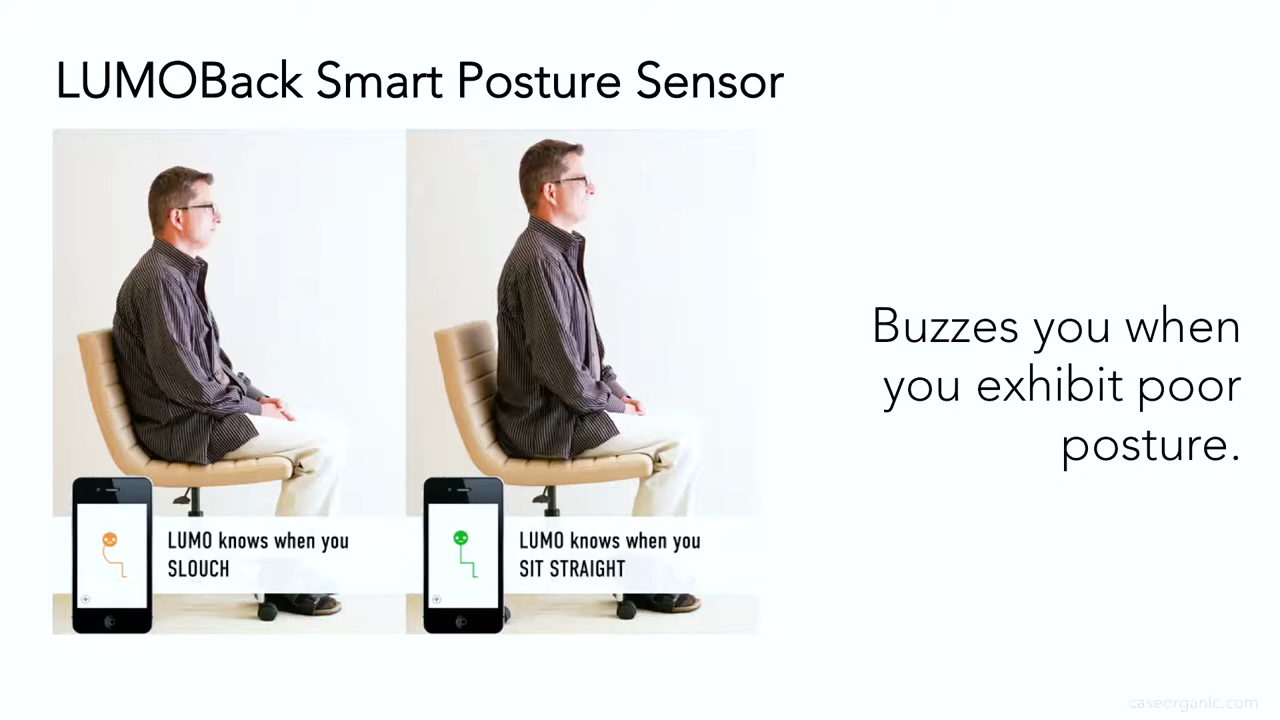 LUMOBack Smart Posture Sensor
Buzzes you when
you exhibit poor
posture.
LUMO knows when you
SLOUCH
LUMO knows when you
SIT STRAIGHT
caseorganic.com